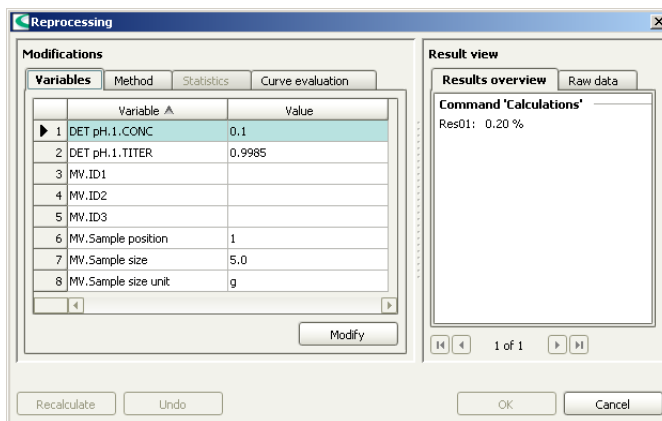 Reprocessing
Modifications
Variables Method Statistics Curve evaluation
Variable Value
1 DET pH.1.CONC 0.1
2 DET pH.1.TITER 0.9985
3 MV.ID1
4 MV.ID2
5 MV.ID3
6 MV.Sample position 1
7 MV.Sample size 5.0
8 MV.Sample size unit g
Modify
Result view
Results overview Raw data
Command 'Calculations'
Res01: 0.20 %
1 of 1
Recalculate Undo OK Cancel